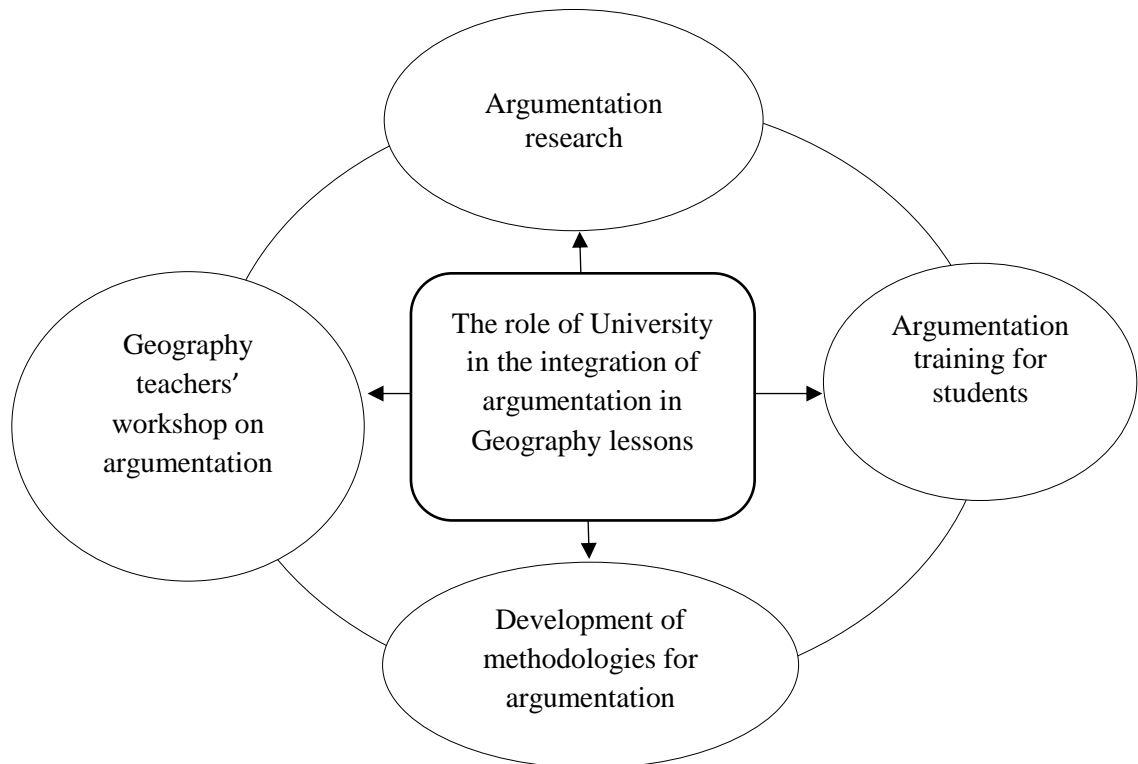 Argumentation
research
The role of University
in the integration of
argumentation in
Geography lessons
Geography
teachers’
workshop on
argumentation
Argumentation
training for
students
Development of
methodologies for
argumentation